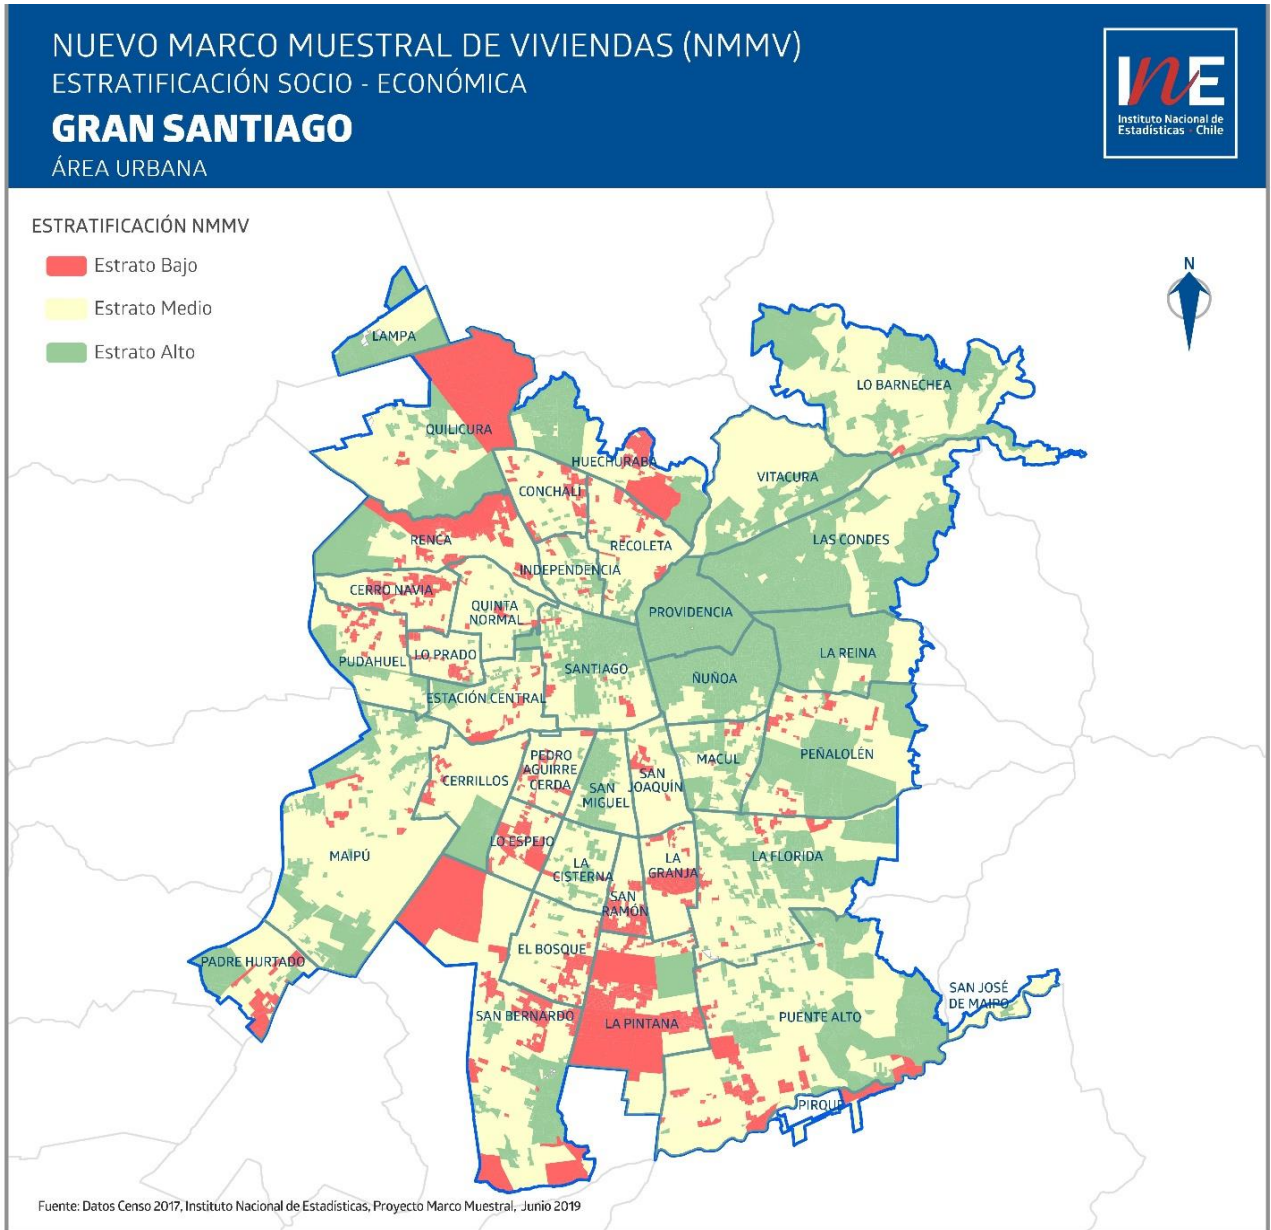 NUEVO MARCO MUESTRAL DE VIVIENDAS (NMMV)
ESTRATIFICACIÓN SOCIO - ECONÓMICA
GRAN SANTIAGO
ÁREA URBANA
INE
Instituto Nacional de
Estadísticas - Chile
ESTRATIFICACIÓN NMMV
Estrato Bajo
Estrato Medio
Estrato Alto
N
LAMPA
LO BARNECHEA
QUILICURA
HUECHURABA
VITACURA
CONCHALÍ
RENCA
RECOLETA
LAS CONDES
INDEPENDENCIA
CERRO NAVIA
QUINTA
NORMAL
PROVIDENCIA
PUDAHUEL
LO PRADO
SANTIAGO
LA REINA
ÑUÑOA
ESTACIÓN CENTRAL
PEDRO
AGUIRRE
CERDA
CERRILLOS
SAN
MIGUEL
SAN
JOAQUÍN
MACUL
PEÑALOLÉN
MAIPÚ
LO ESPEJO
LA
CISTERNA
LA
GRANJA
LA FLORIDA
SAN
RAMÓN
EL BOSQUE
PADRE HURTADO
SAN BERNARDO
LA PINTANA
PUENTE ALTO
SAN JOSÉ
DE MAIPO
PIRQUE
Fuente: Datos Censo 2017, Instituto Nacional de Estadísticas, Proyecto Marco Muestral, Junio 2019